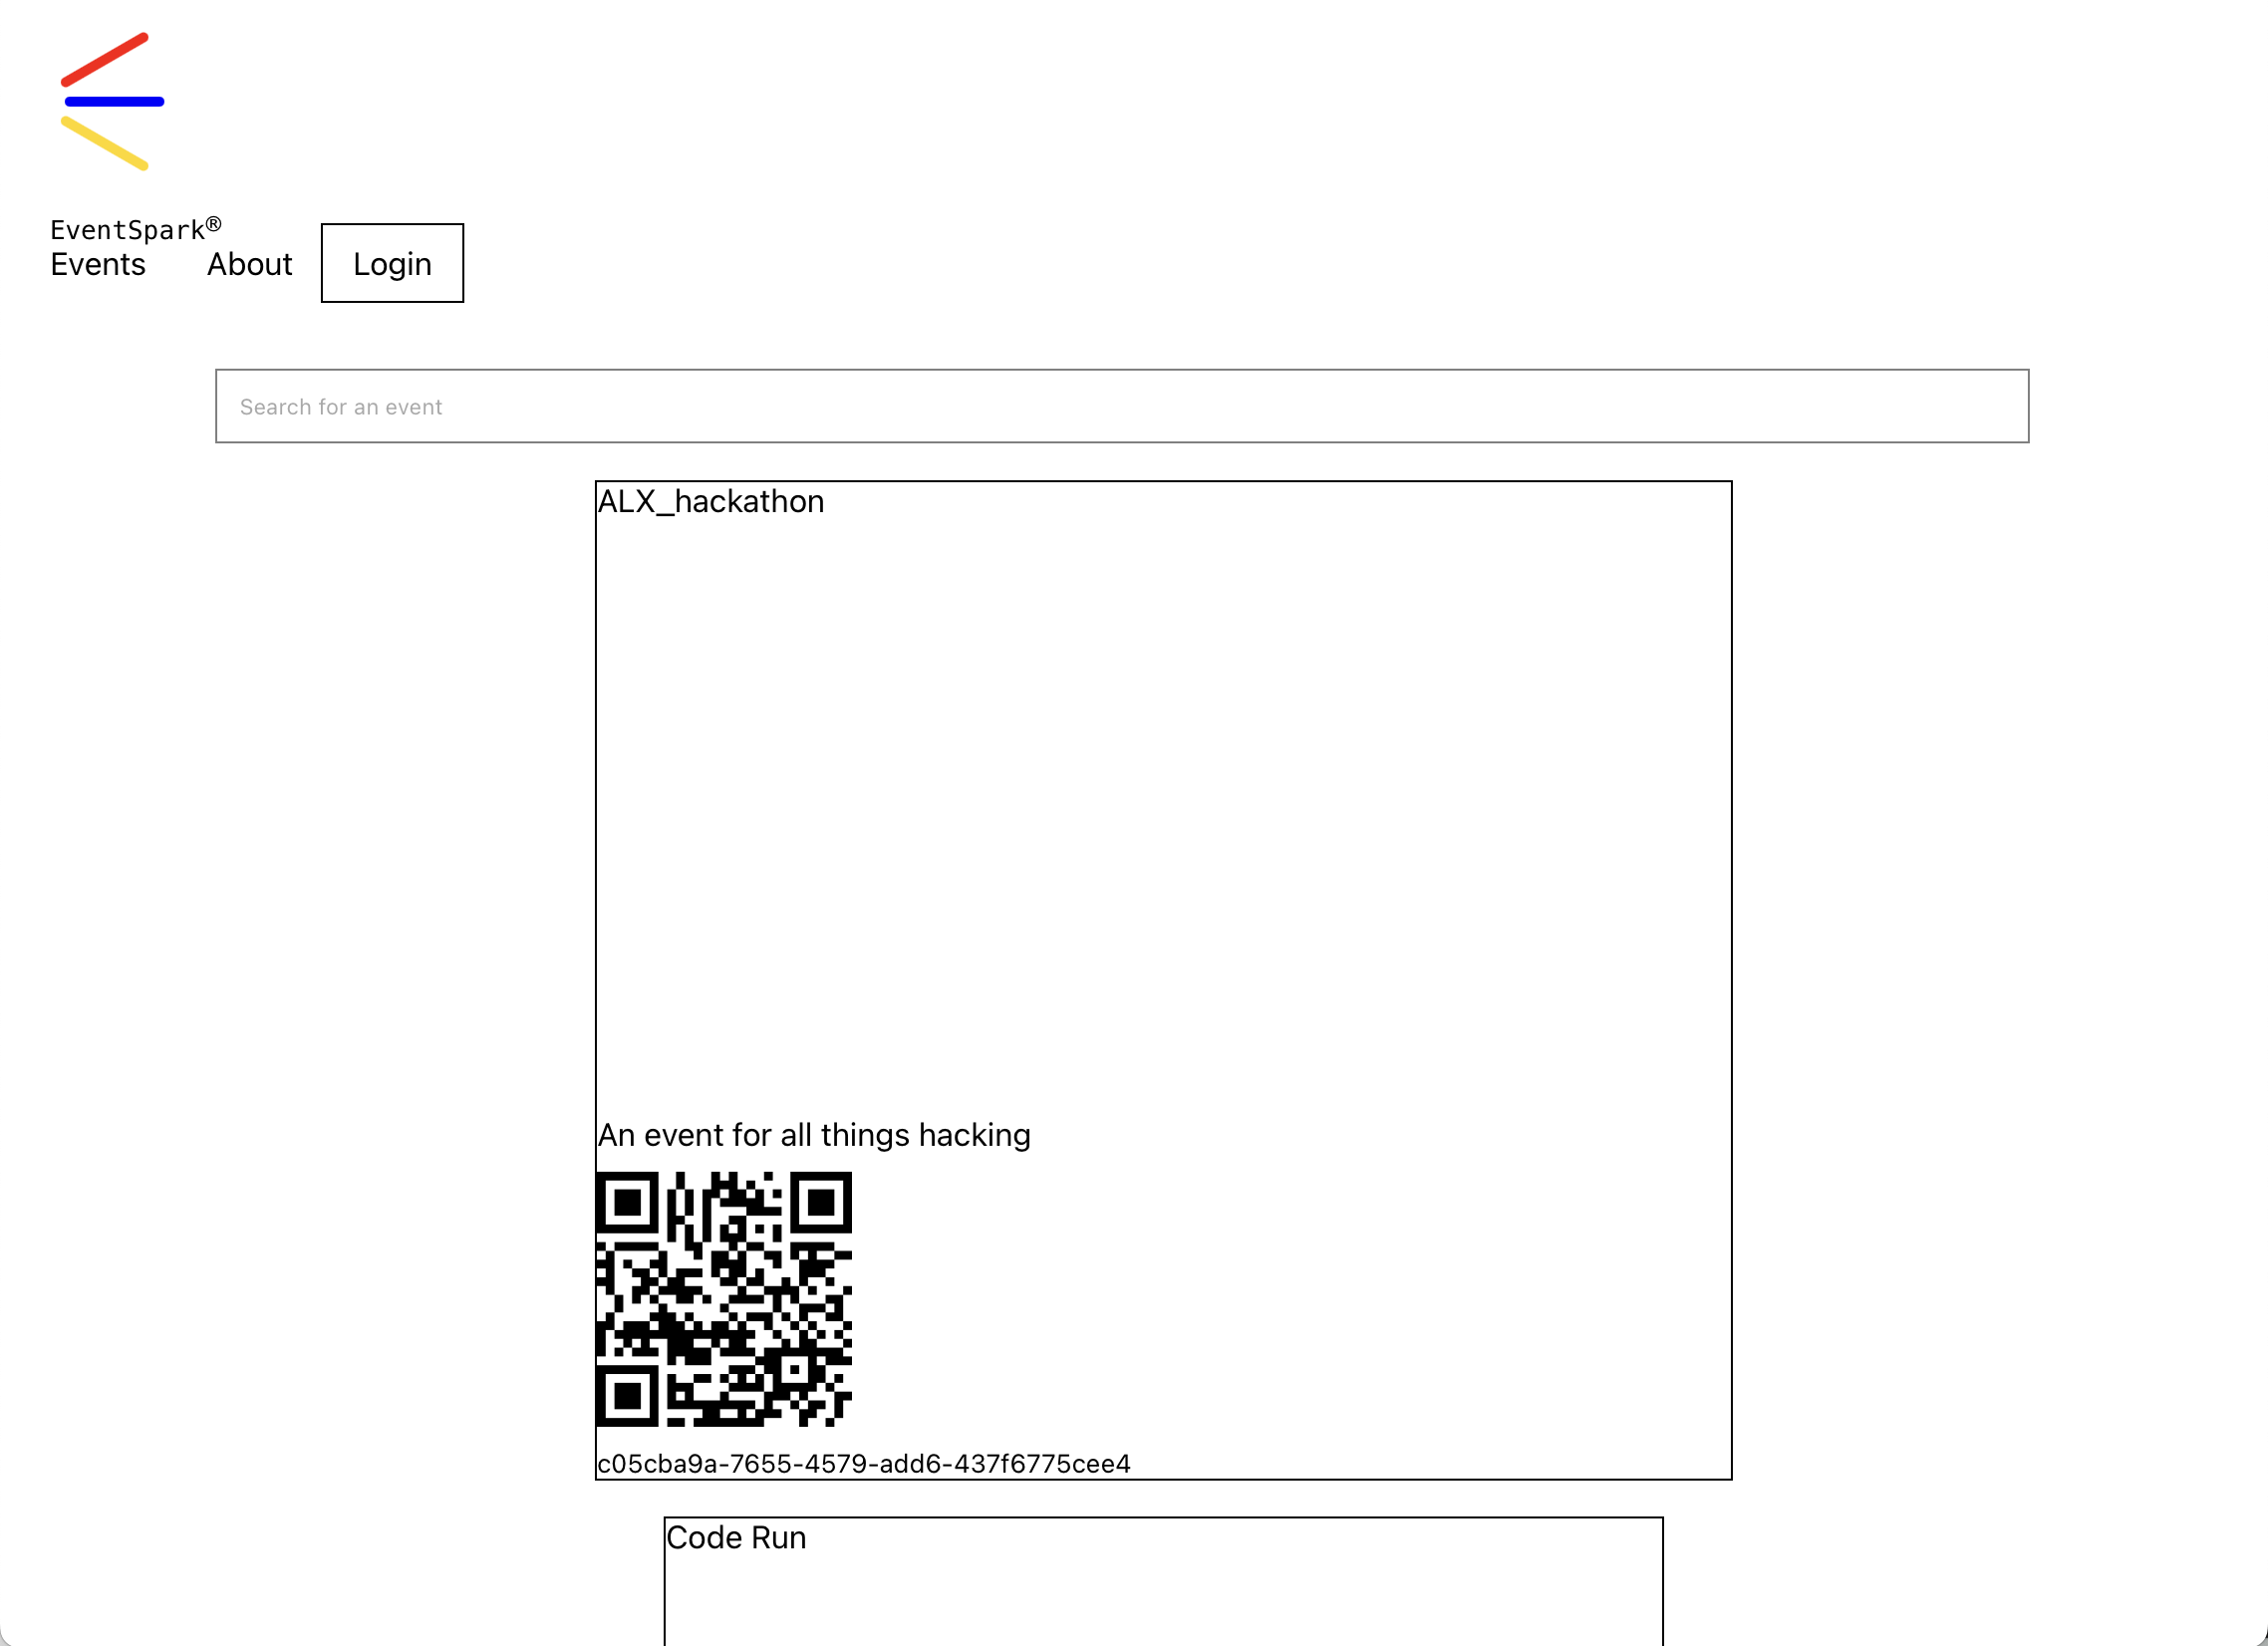 EventSpark®
Events About Login
Search for an event
ALX_hackathon
An event for all things hacking
c05cba9a-7655-4579-add6-437f6775cee4
Code Run